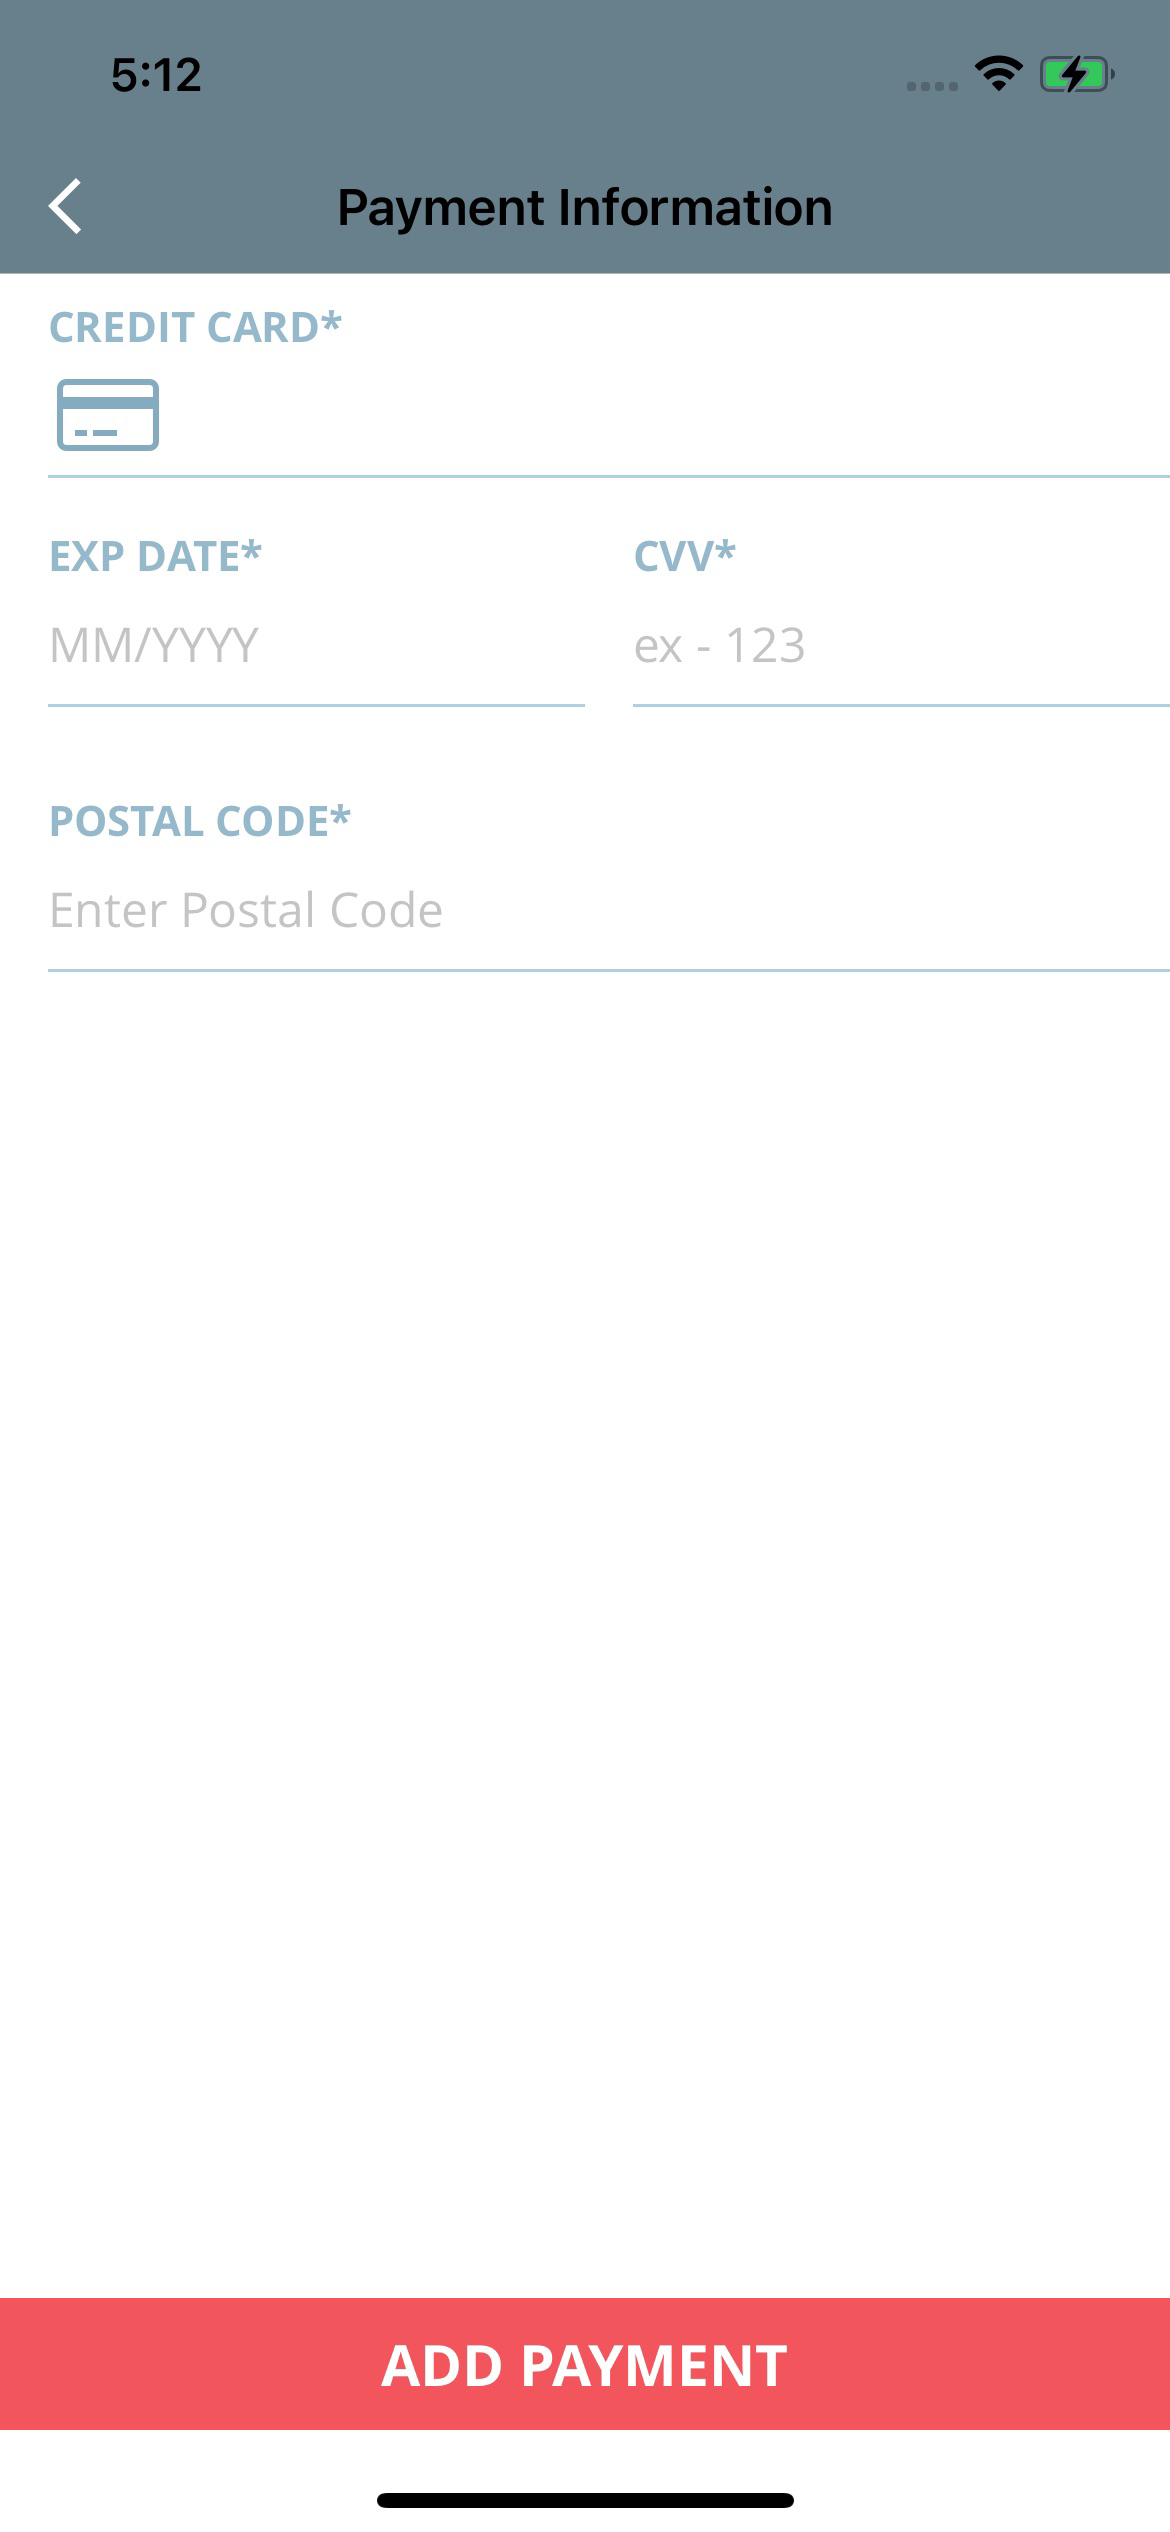 5:12
Payment Information
CREDIT CARD*
EXP DATE* CVV*
MM/YYYY ex - 123
POSTAL CODE*
Enter Postal Code
ADD PAYMENT